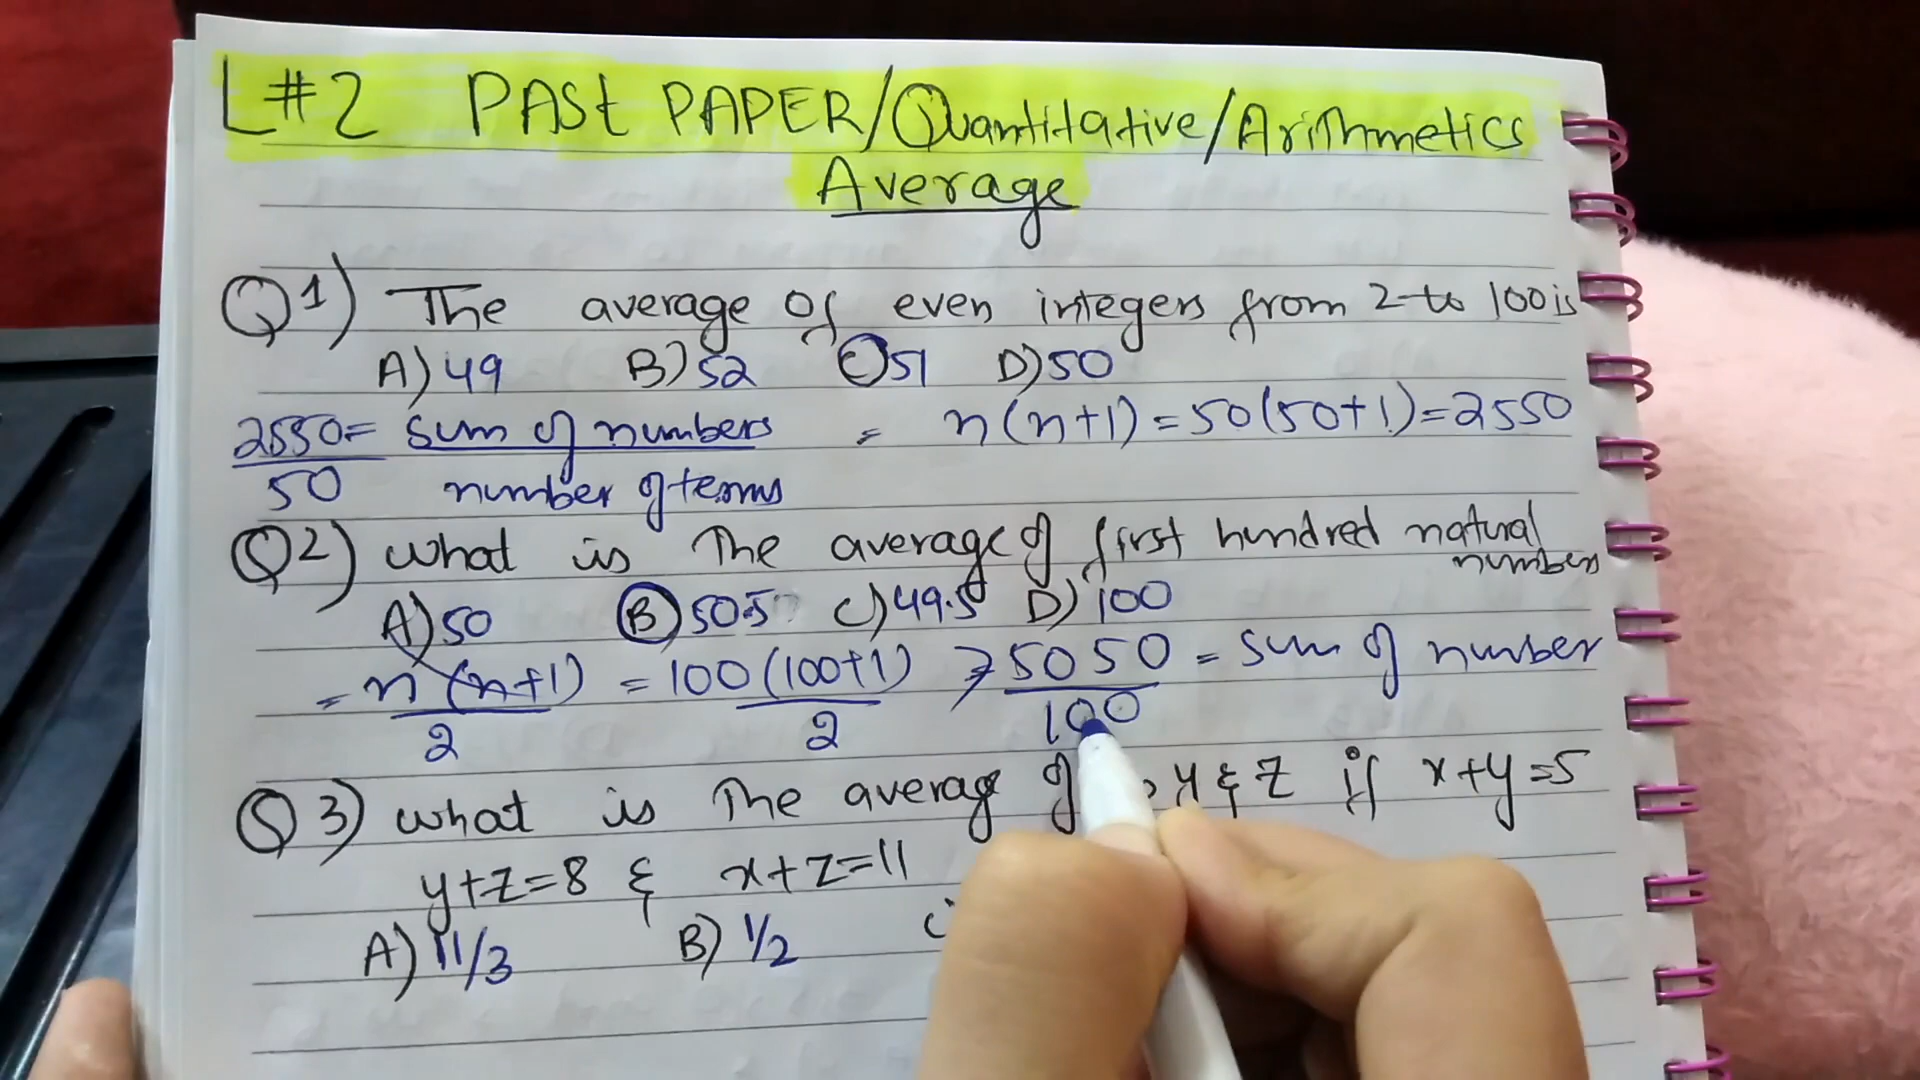 L#2 PAST PAPER/Quantitative/Arithmetics
Average
Q1) The average of even integers from 2 to 100 is
A) 49 B) 52 C) 51 D) 50
2550 = sum of numbers = n(n+1) = 50(50+1) = 2550
50 number of terms
Q2) what is The average of first hundred natural
numbers
A) 50 B) 50.5 C) 49.5 D) 100
= n(n+1) = 100(100+1) = 5050 = sum of number
2 2 100
Q3) what is The average of , y & z if x+y=5
y+z=8 & x+z=11
A) 11/3 B) 1/2